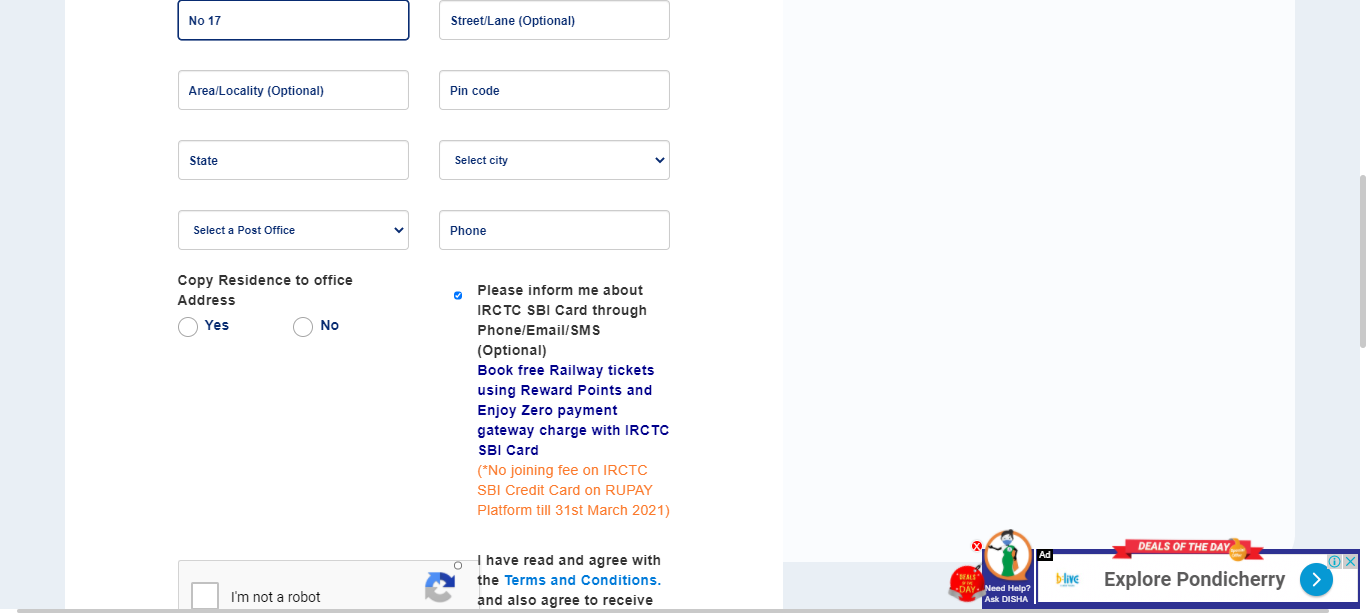 No 17
Street/Lane (Optional)
Area/Locality (Optional)
Pin code
State
Select city
Select a Post Office
Phone
Copy Residence to office
Address
Yes
No
Please inform me about
IRCTC SBI Card through
Phone/Email/SMS
(Optional)
Book free Railway tickets
using Reward Points and
Enjoy Zero payment
gateway charge with IRCTC
SBI Card
(*No joining fee on IRCTC
SBI Credit Card on RUPAY
Platform till 31st March 2021)
I have read and agree with
the Terms and Conditions.
and also agree to receive
I'm not a robot
Need Help?
Ask DISHA
DEALS
OF THE
DAY
Ad
DEALS OF THE DAY
b·live
Explore Pondicherry